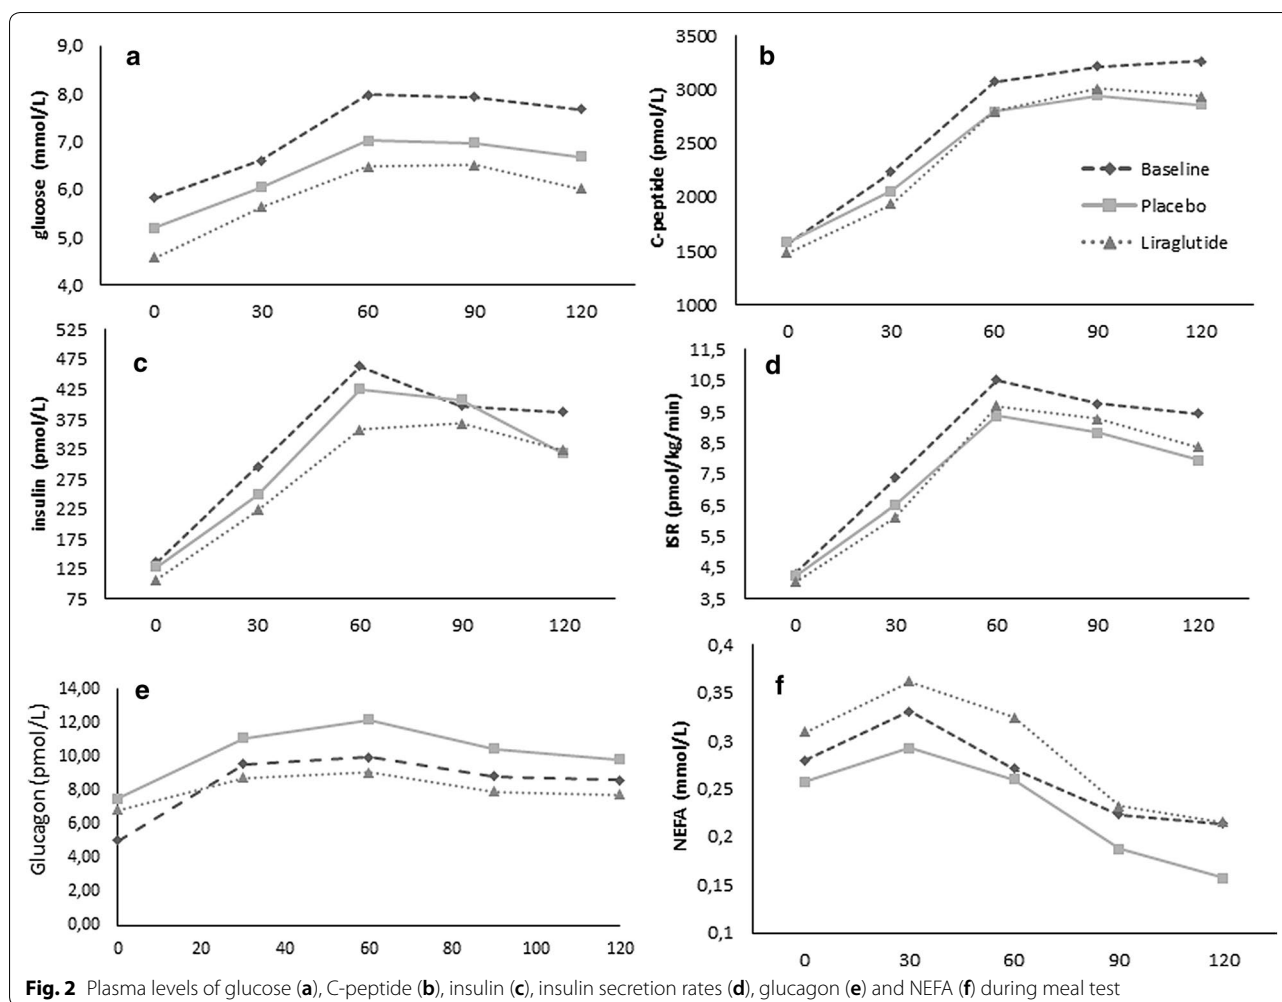 a
glucose (mmol/L)
9,0
8,0
7,0
6,0
5,0
4,0
0 30 60 90 120
b
C-peptide (pmol/L)
3500
3000
2500
2000
1500
1000
0 30 60 90 120
Baseline
Placebo
Liraglutide
c
insulin (pmol/L)
525
475
425
375
325
275
225
175
125
75
0 30 60 90 120
d
ISR (pmol/kg/min)
11,5
10,5
9,5
8,5
7,5
6,5
5,5
4,5
3,5
0 30 60 90 120
e
Glucagon (pmol/L)
14,00
12,00
10,00
8,00
6,00
4,00
2,00
0,00
0 20 40 60 80 100 120
f
NEFA (mmol/L)
0,4
0,35
0,3
0,25
0,2
0,15
0,1
0 30 60 90 120
Fig. 2 Plasma levels of glucose (a), C-peptide (b), insulin (c), insulin secretion rates (d), glucagon (e) and NEFA (f) during meal test